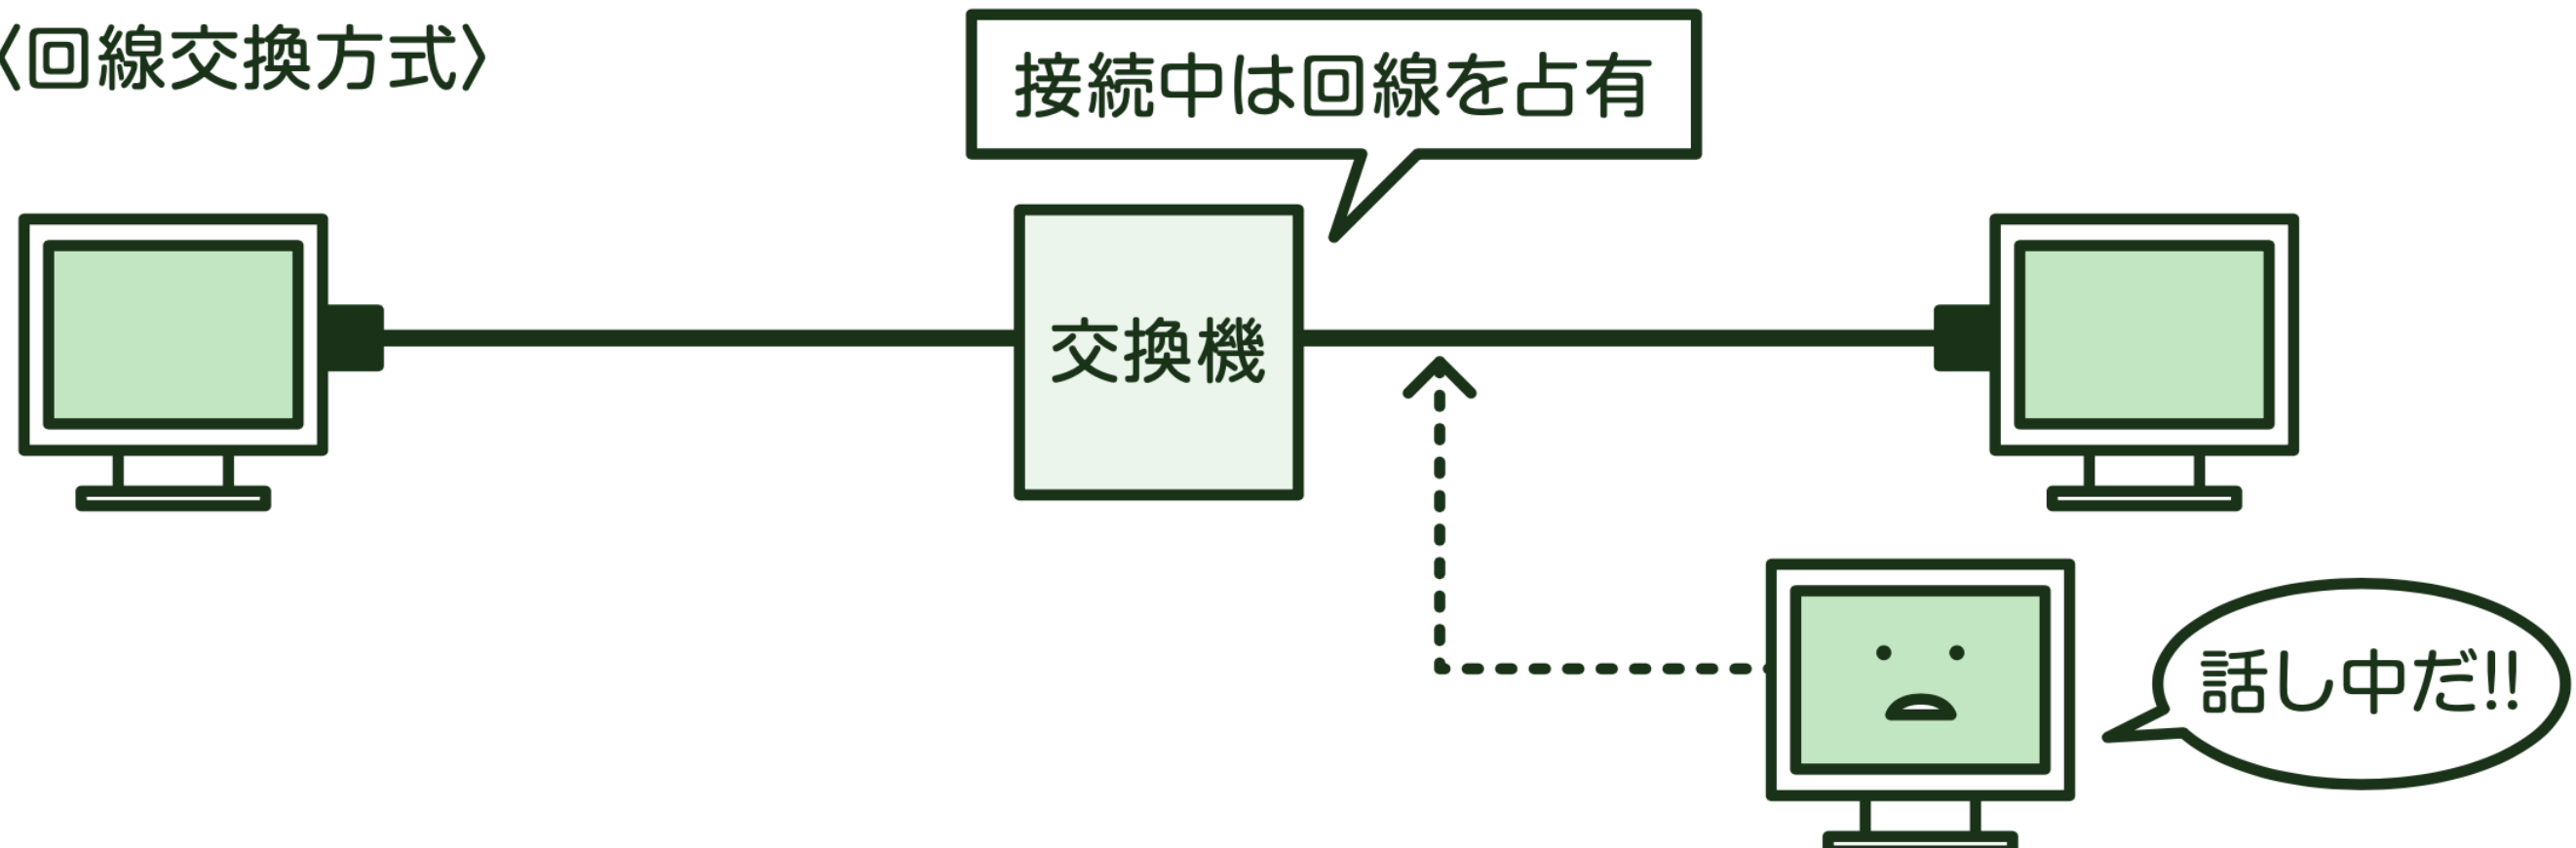 〈回線交換方式〉
接続中は回線を占有
交換機
話し中だ!!